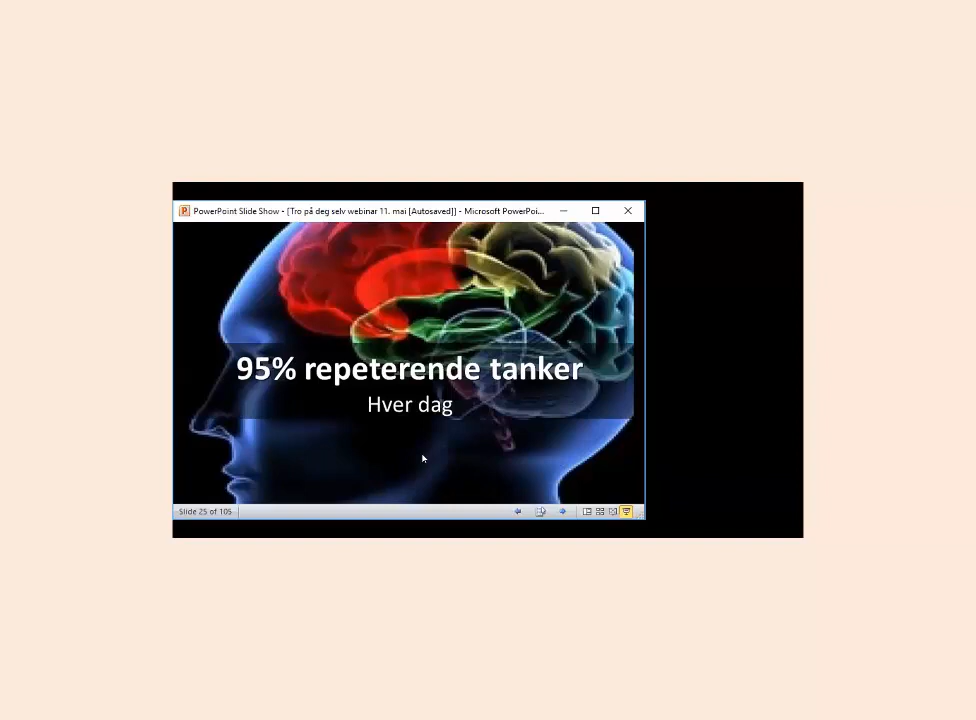 PowerPoint Slide Show - [Tro på deg selv webinar 11. mai [Autosaved]] - Microsoft PowerPoi...
95% repeterende tanker
Hver dag
Slide 25 of 105